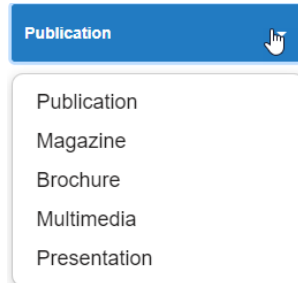 Publication
Publication
Magazine
Brochure
Multimedia
Presentation